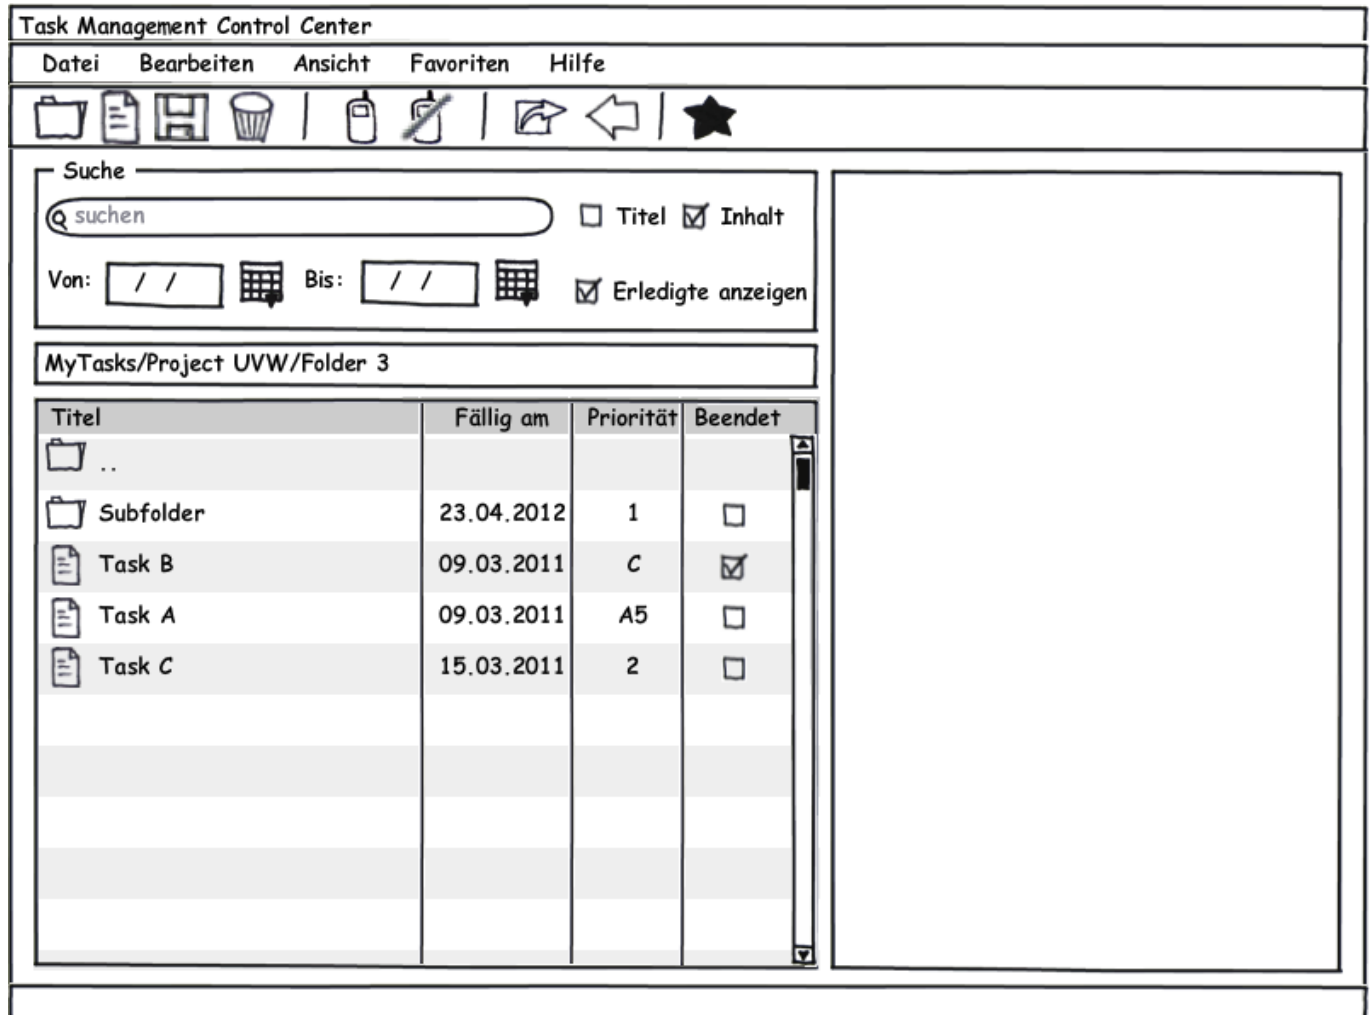 Task Management Control Center
Datei Bearbeiten Ansicht Favoriten Hilfe
Suche
suchen
Titel Inhalt
Von: / / Bis: / /
Erledigte anzeigen
MyTasks/Project UVW/Folder 3
Titel Fällig am Priorität Beendet
..
Subfolder 23.04.2012 1
Task B 09.03.2011 C
Task A 09.03.2011 A5
Task C 15.03.2011 2